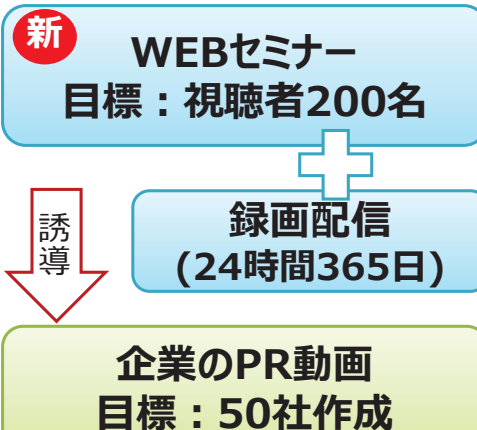 新
WEBセミナー
目標：視聴者200名
録画配信
(24時間365日)
誘導
企業のPR動画
目標：50社作成